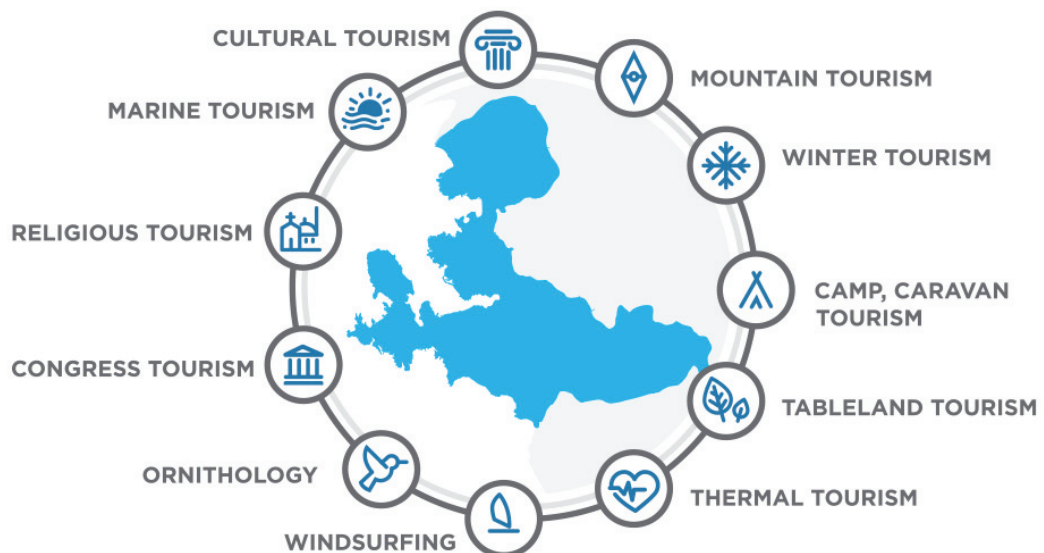 CULTURAL TOURISM
MOUNTAIN TOURISM
MARINE TOURISM
WINTER TOURISM
RELIGIOUS TOURISM
CAMP, CARAVAN
TOURISM
CONGRESS TOURISM
TABLELAND TOURISM
ORNITHOLOGY
THERMAL TOURISM
WINDSURFING